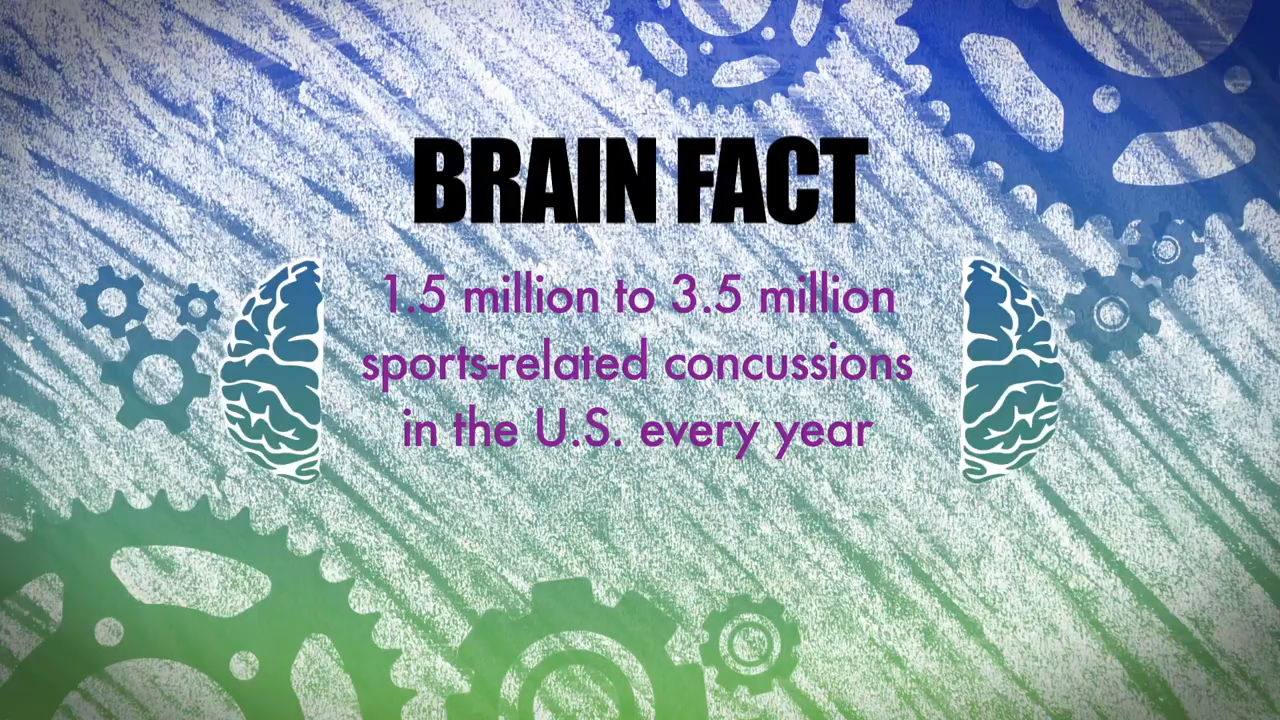 BRAIN FACT
1.5 million to 3.5 million
sports-related concussions
in the U.S. every year